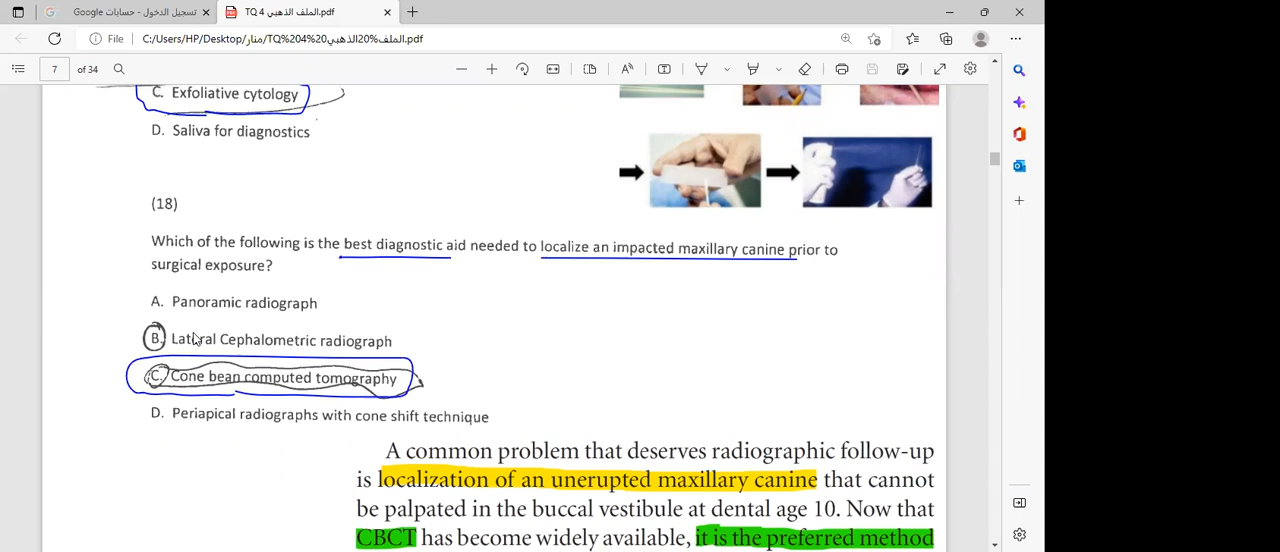 تسجيل الدخول - حسابات Google
TQ 4 الملف الذهبي.pdf
File
C:/Users/HP/Desktop/منار/TQ%204%20الملف%20الذهبي.pdf
7
of 34
C. Exfoliative cytology
D. Saliva for diagnostics
(18)
Which of the following is the best diagnostic aid needed to localize an impacted maxillary canine prior to
surgical exposure?
A. Panoramic radiograph
B. Lateral Cephalometric radiograph
C. Cone bean computed tomography
D. Periapical radiographs with cone shift technique
A common problem that deserves radiographic follow-up
is localization of an unerupted maxillary canine that cannot
be palpated in the buccal vestibule at dental age 10. Now that
CBCT has become widely available, it is the preferred method